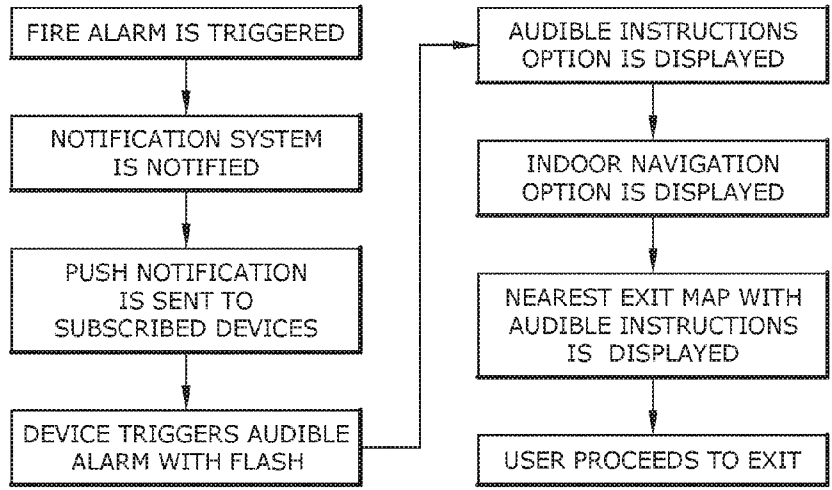 FIRE ALARM IS TRIGGERED
NOTIFICATION SYSTEM
IS NOTIFIED
PUSH NOTIFICATION
IS SENT TO
SUBSCRIBED DEVICES
DEVICE TRIGGERS AUDIBLE
ALARM WITH FLASH
AUDIBLE INSTRUCTIONS
OPTION IS DISPLAYED
INDOOR NAVIGATION
OPTION IS DISPLAYED
NEAREST EXIT MAP WITH
AUDIBLE INSTRUCTIONS
IS DISPLAYED
USER PROCEEDS TO EXIT